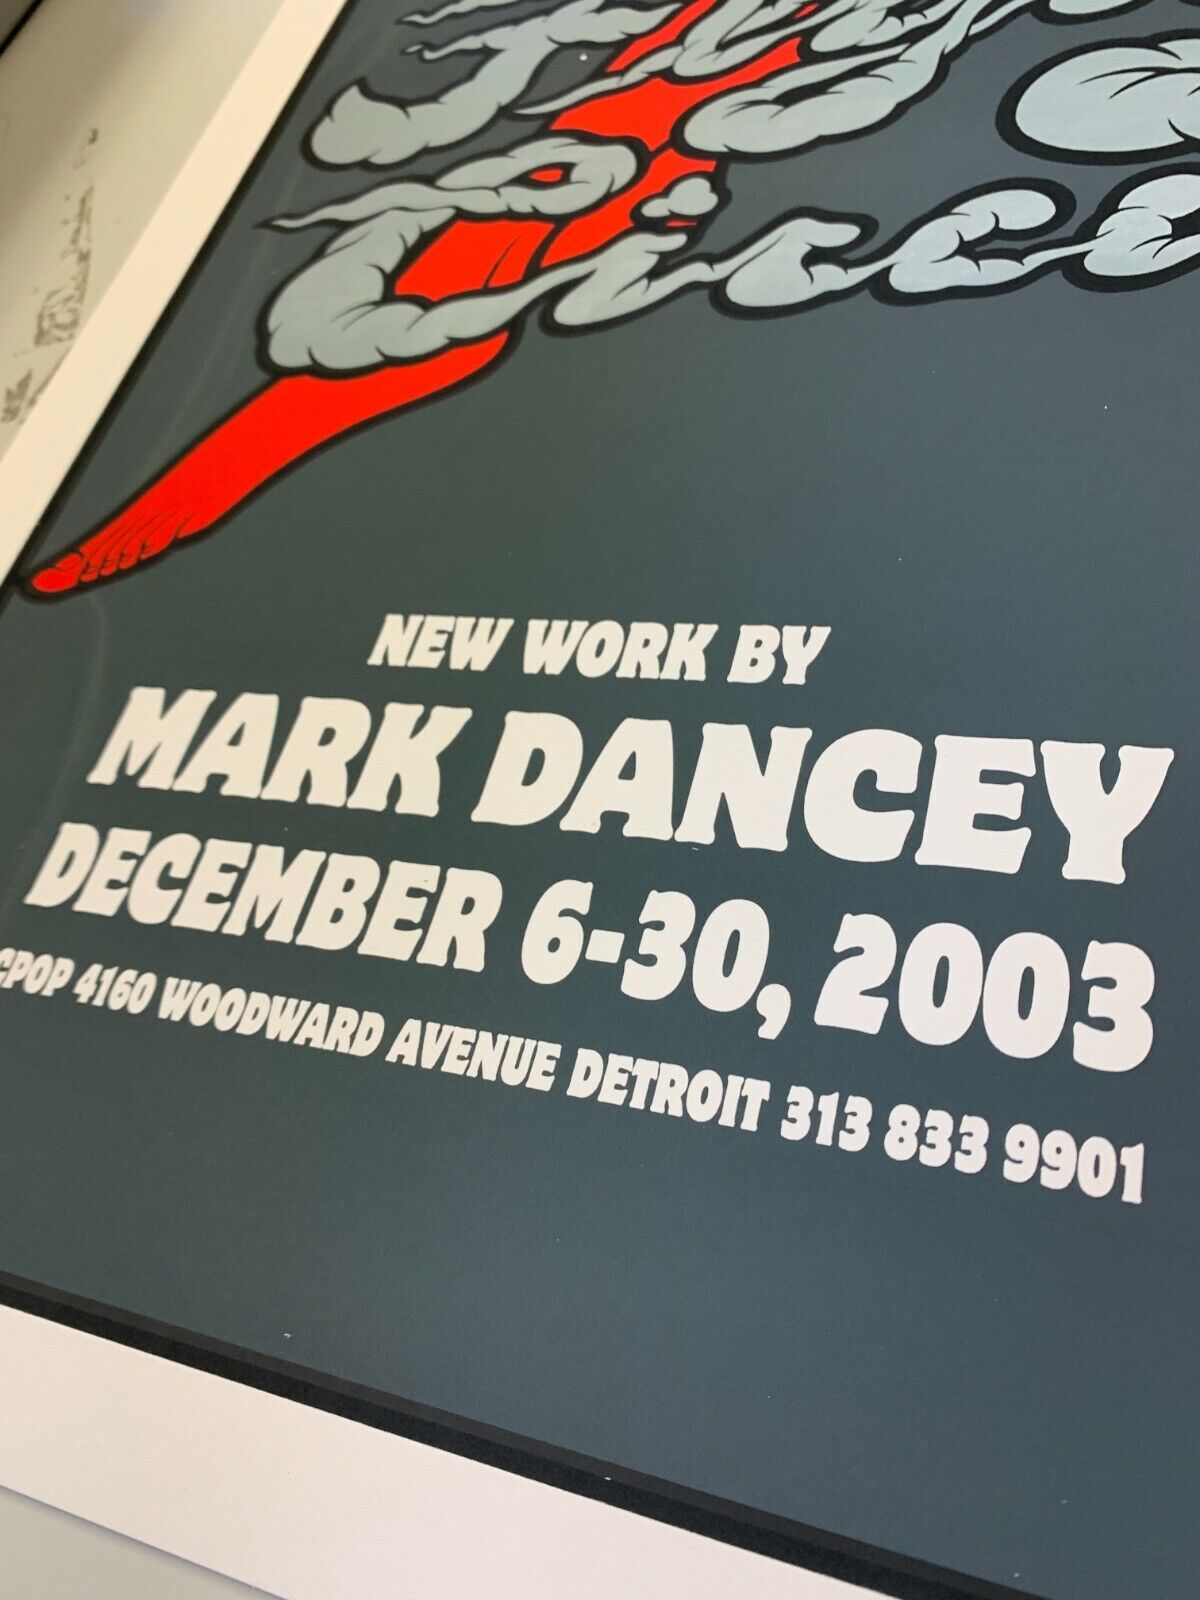 NEW WORK BY
MARK DANCEY
DECEMBER 6-30, 2003
CPOP 4160 WOODWARD AVENUE DETROIT 313 833 9901